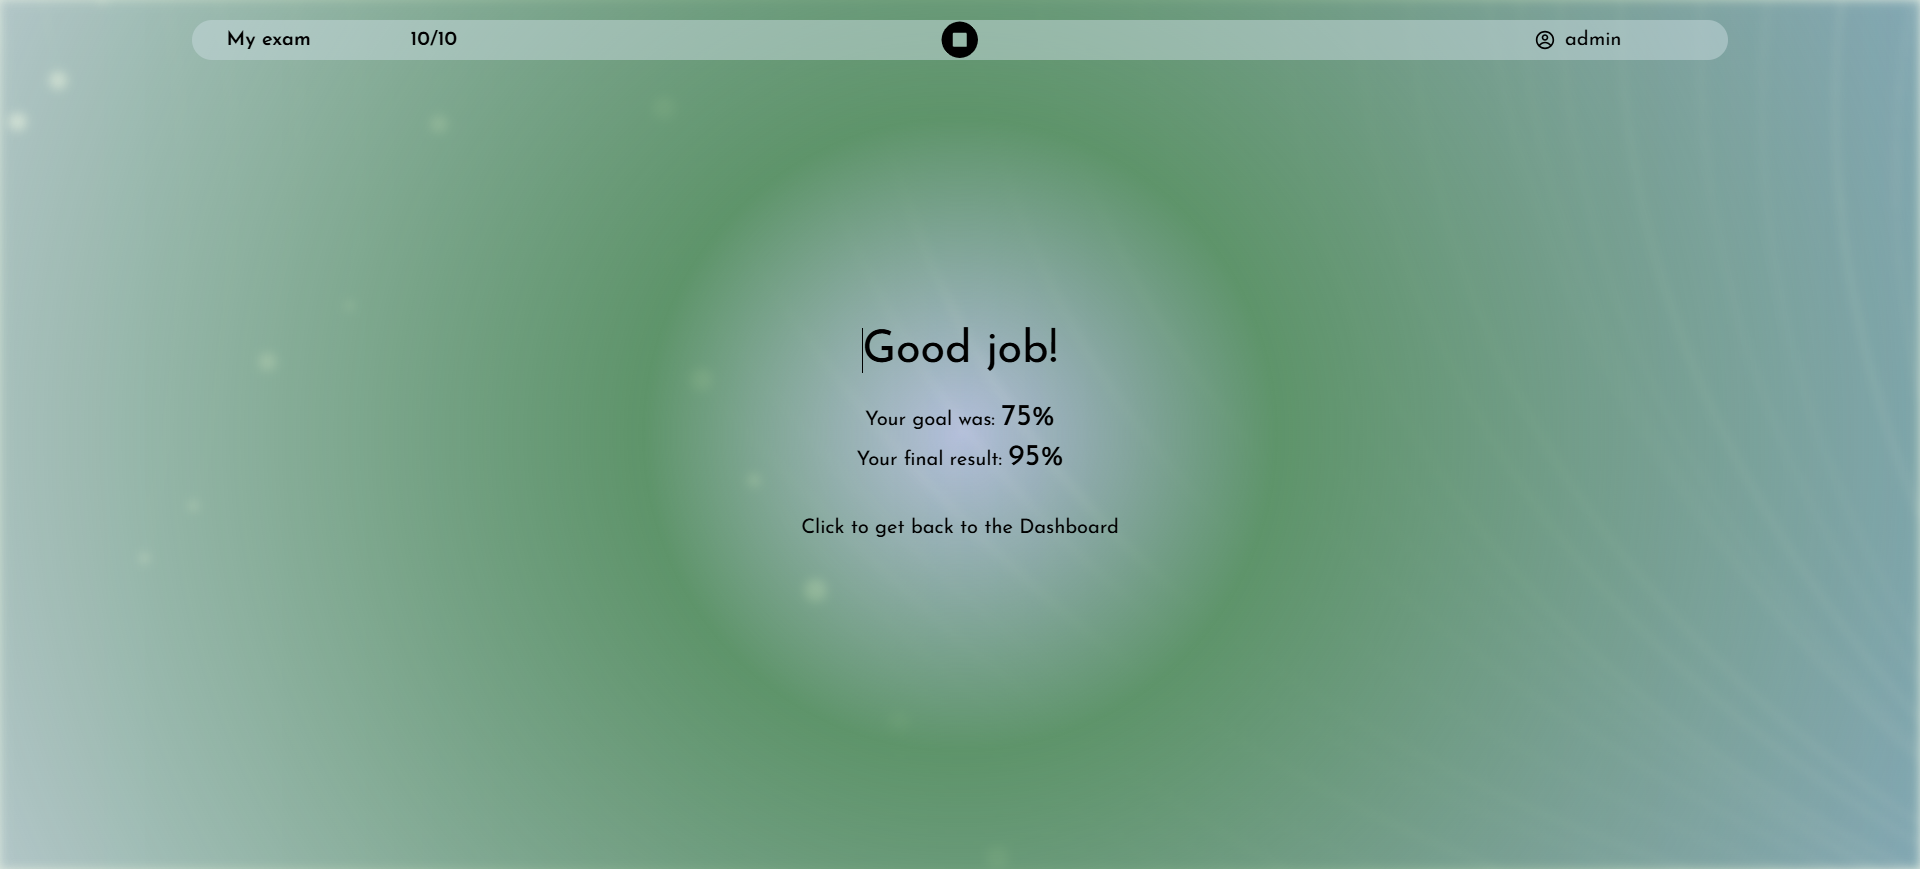 My exam 10/10 admin
Good job!
Your goal was: 75%
Your final result: 95%
Click to get back to the Dashboard